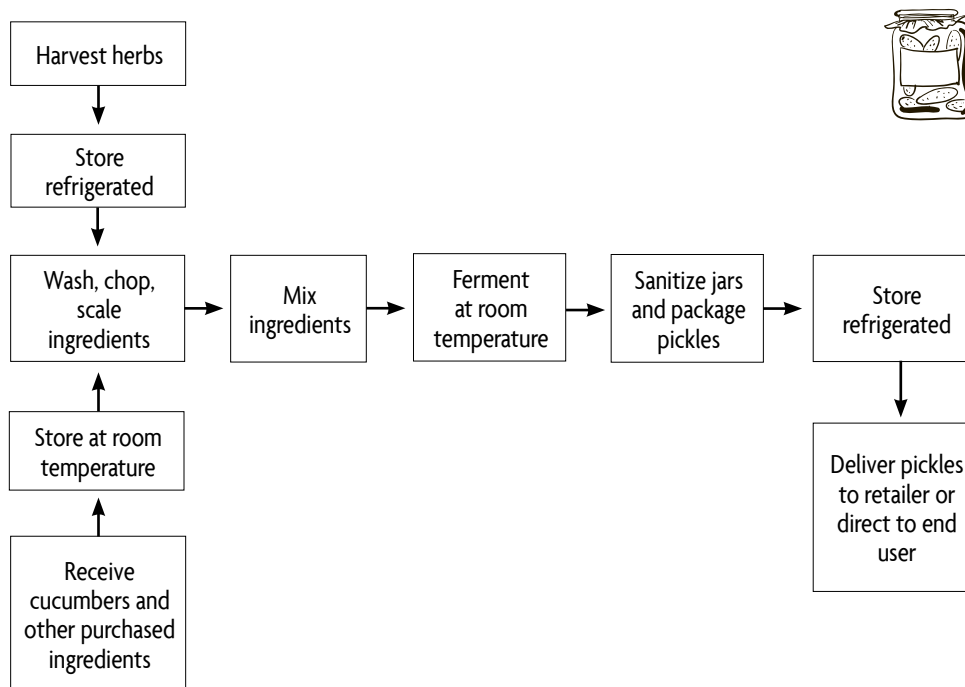 Harvest herbs
Store
refrigerated
Wash, chop,
scale
ingredients
Mix
ingredients
Ferment
at room
temperature
Sanitize jars
and package
pickles
Store
refrigerated
Store at room
temperature
Deliver pickles
to retailer or
direct to end
user
Receive
cucumbers and
other purchased
ingredients